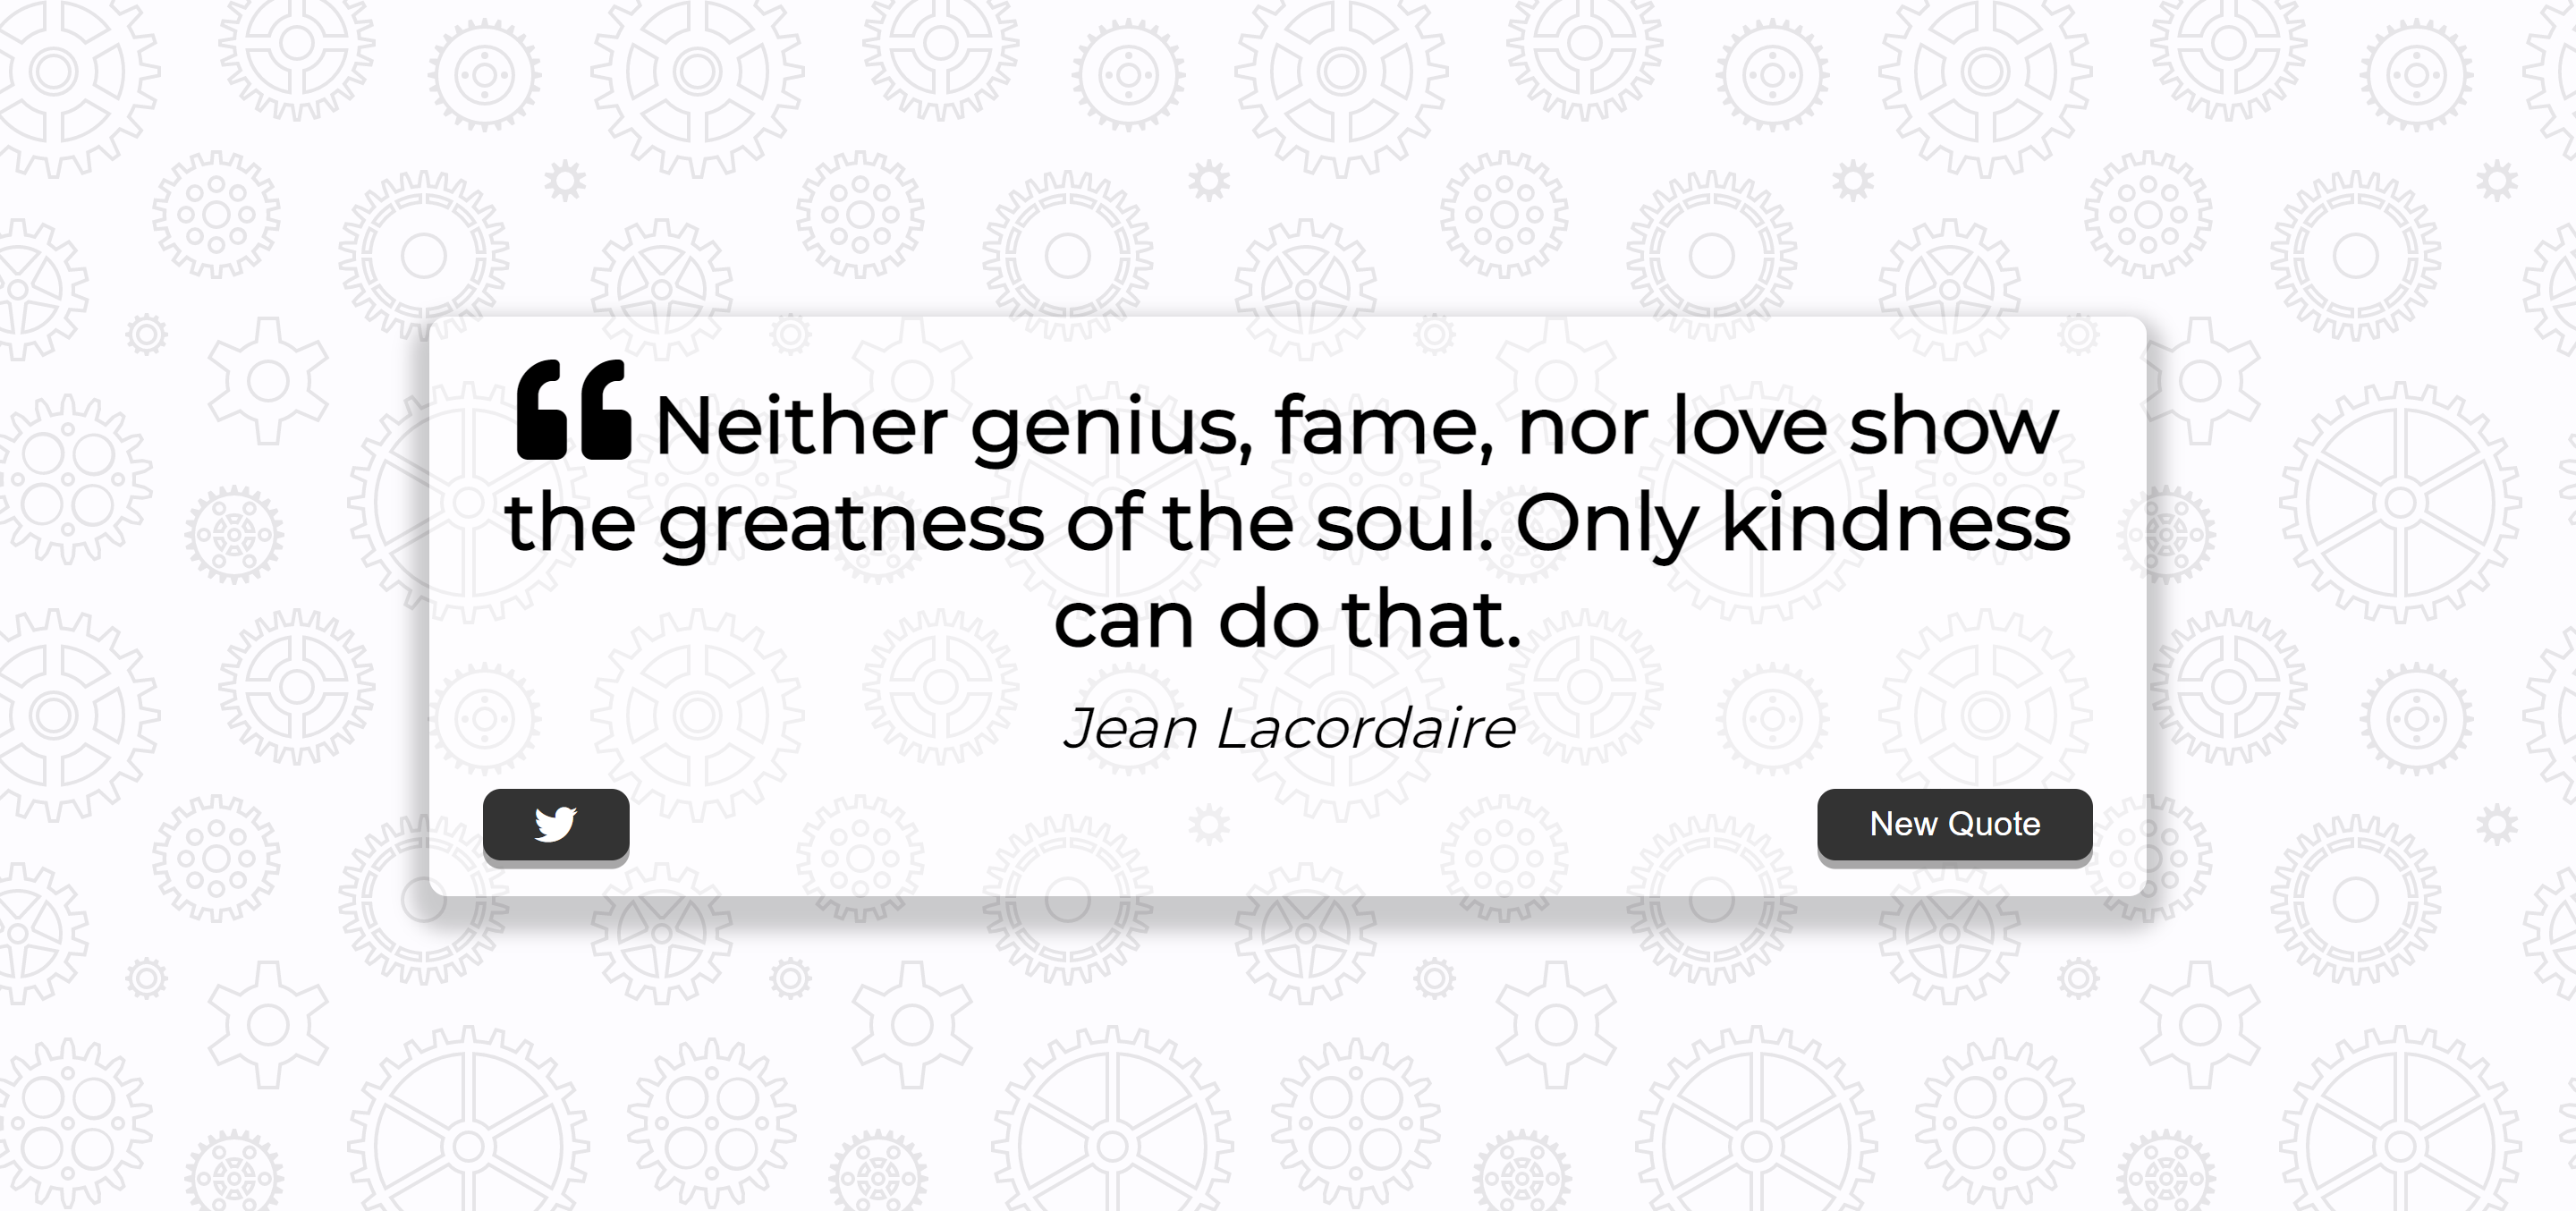 Neither genius, fame, nor love show
the greatness of the soul. Only kindness
can do that.
Jean Lacordaire
New Quote